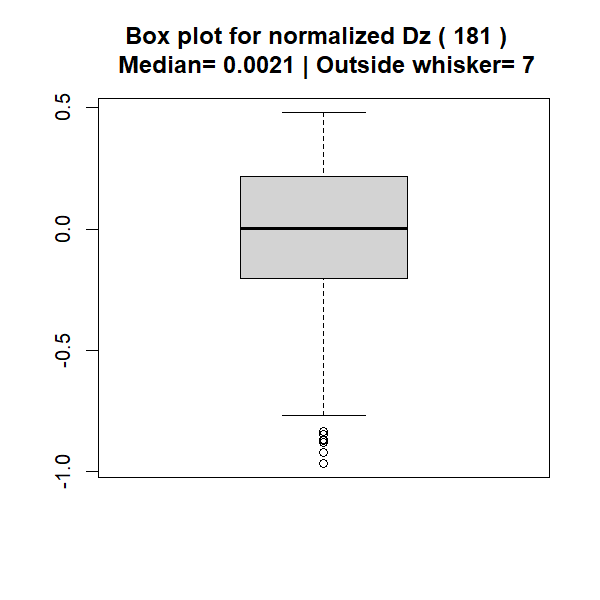 Box plot for normalized Dz ( 181 )
Median= 0.0021 | Outside whisker= 7
0.5
0.0
-0.5
-1.0